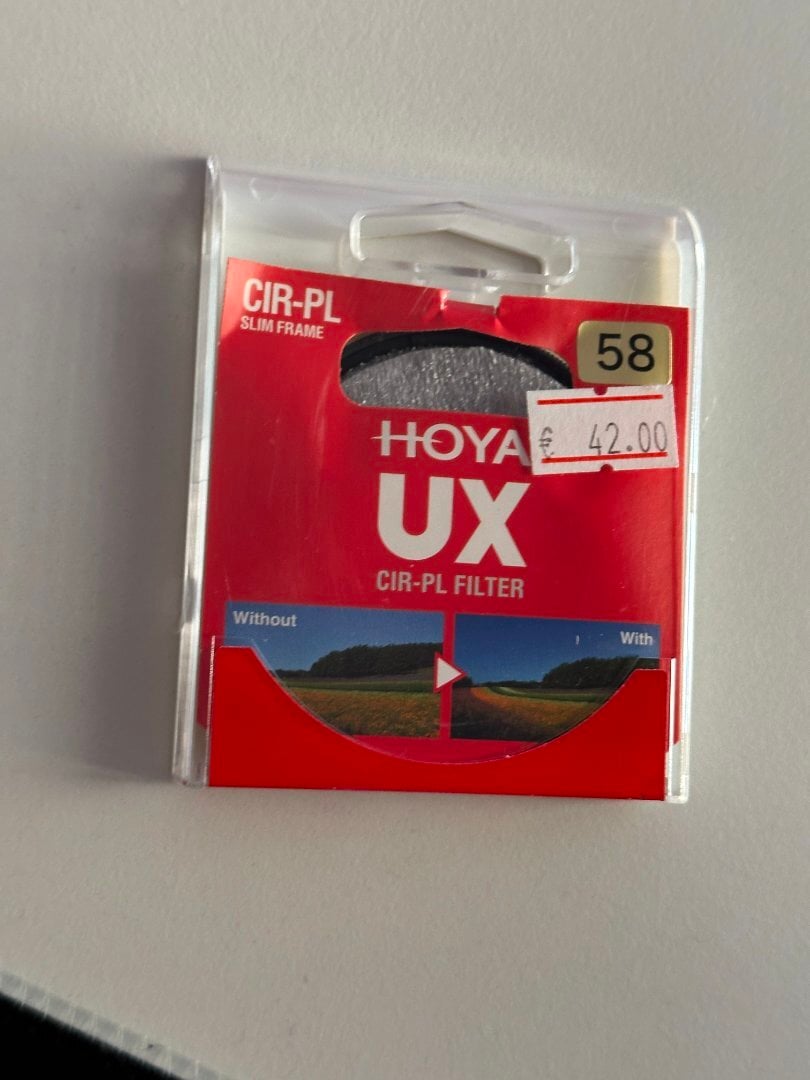 CIR-PL
SLIM FRAME
58
€ 42.00
HOYA
UX
CIR-PL FILTER
Without
With